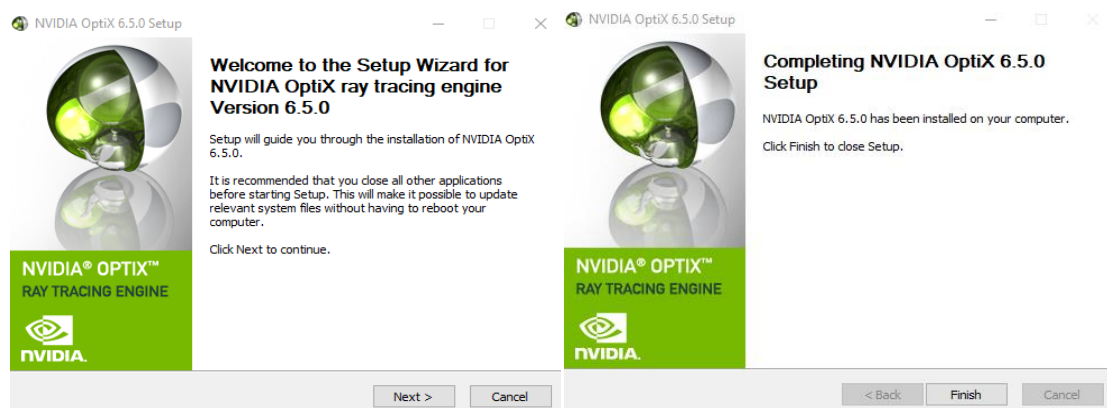 NVIDIA OptiX 6.5.0 Setup
Welcome to the Setup Wizard for
NVIDIA OptiX ray tracing engine
Version 6.5.0
Setup will guide you through the installation of NVIDIA OptiX
6.5.0.
It is recommended that you close all other applications
before starting Setup. This will make it possible to update
relevant system files without having to reboot your
computer.
Click Next to continue.
NVIDIA® OPTIX™
RAY TRACING ENGINE
NVIDIA.
Next >
Cancel
NVIDIA OptiX 6.5.0 Setup
Completing NVIDIA OptiX 6.5.0
Setup
NVIDIA OptiX 6.5.0 has been installed on your computer.
Click Finish to close Setup.
NVIDIA® OPTIX™
RAY TRACING ENGINE
NVIDIA.
< Back
Finish
Cancel